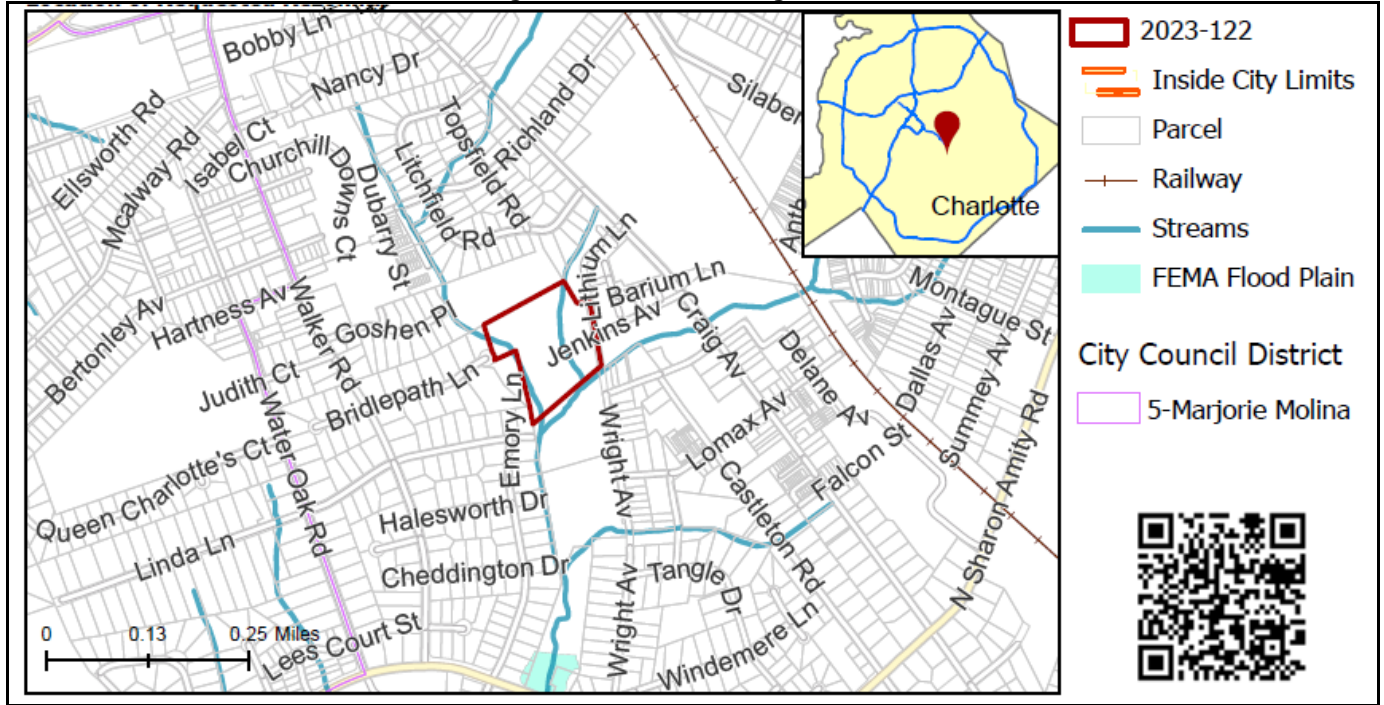 Bobby Ln
Nancy Dr
Ellsworth Rd
Mcalway Rd
Isabel Ct
Churchill
Downs Ct
Dubarry St
Litchfield Rd
Topsfield Rd
Richland Dr
Silaber
Anth
Lithium Ln
Barium Ln
Jenkins Av
Craig Av
Delane Av
Montague St
Dallas Av
Summey Av
N Sharon Amity Rd
Bertonley Av
Hartness Av
Walker Rd
Goshen Pl
Judith Ct
Bridlepath Ln
Emory Ln
Wright Av
Lomax Av
Castleton Rd
Falcon St
Queen Charlotte's Ct
Water Oak Rd
Halesworth Dr
Linda Ln
Cheddington Dr
Wright Av
Tangle Dr
Windemere Ln
Lees Court St
0 0.13 0.25 Miles
Charlotte
2023-122
Inside City Limits
Parcel
Railway
Streams
FEMA Flood Plain
City Council District
5-Marjorie Molina